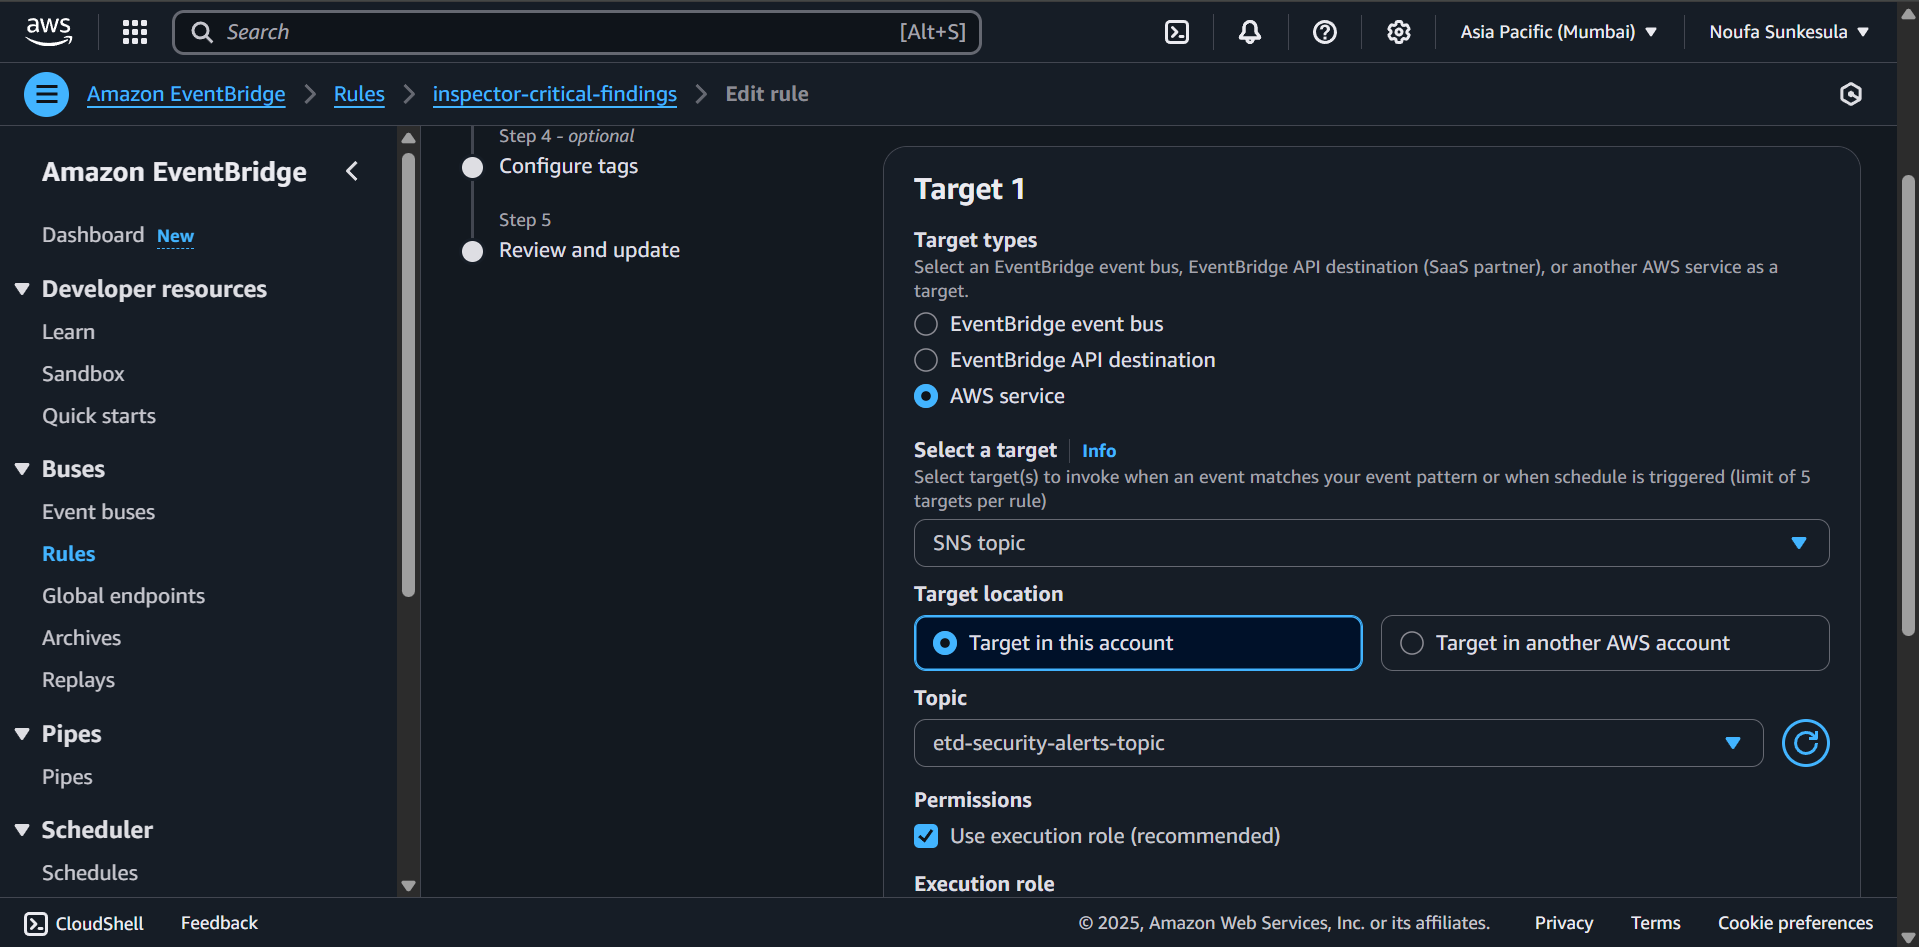 aws
Search
[Alt+S]
Asia Pacific (Mumbai)
Noufa Sunkesula
Amazon EventBridge
Rules
inspector-critical-findings
Edit rule
Amazon EventBridge
Dashboard New
Developer resources
Learn
Sandbox
Quick starts
Buses
Event buses
Rules
Global endpoints
Archives
Replays
Pipes
Pipes
Scheduler
Schedules
Step 4 - optional
Configure tags
Step 5
Review and update
Target 1
Target types
Select an EventBridge event bus, EventBridge API destination (SaaS partner), or another AWS service as a
target.
EventBridge event bus
EventBridge API destination
AWS service
Select a target Info
Select target(s) to invoke when an event matches your event pattern or when schedule is triggered (limit of 5
targets per rule)
SNS topic
Target location
Target in this account
Target in another AWS account
Topic
etd-security-alerts-topic
Permissions
Use execution role (recommended)
Execution role
CloudShell
Feedback
© 2025, Amazon Web Services, Inc. or its affiliates.
Privacy
Terms
Cookie preferences